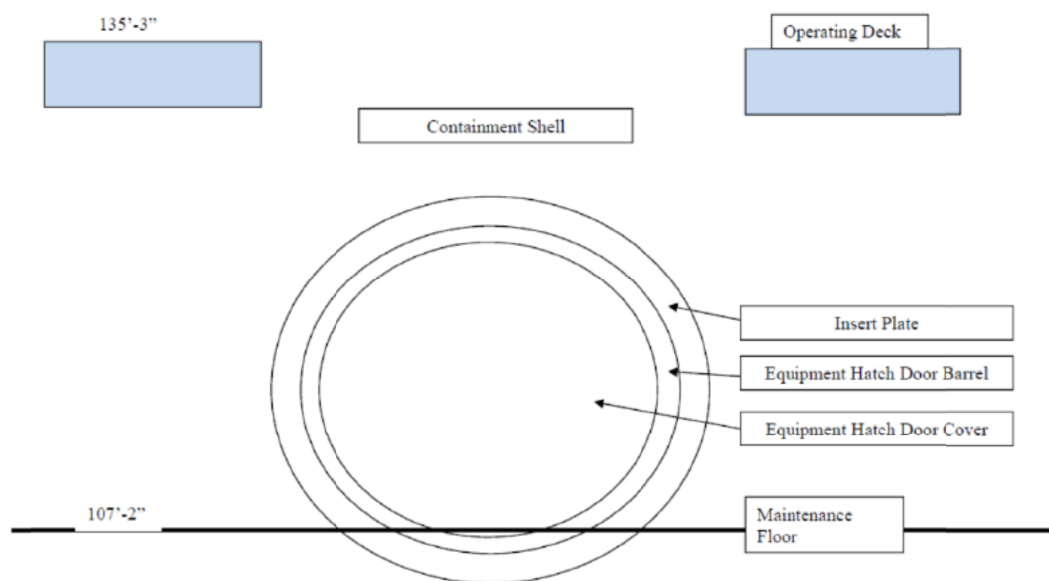 135’-3”
Operating Deck
Containment Shell
Insert Plate
Equipment Hatch Door Barrel
Equipment Hatch Door Cover
107’-2”
Maintenance
Floor